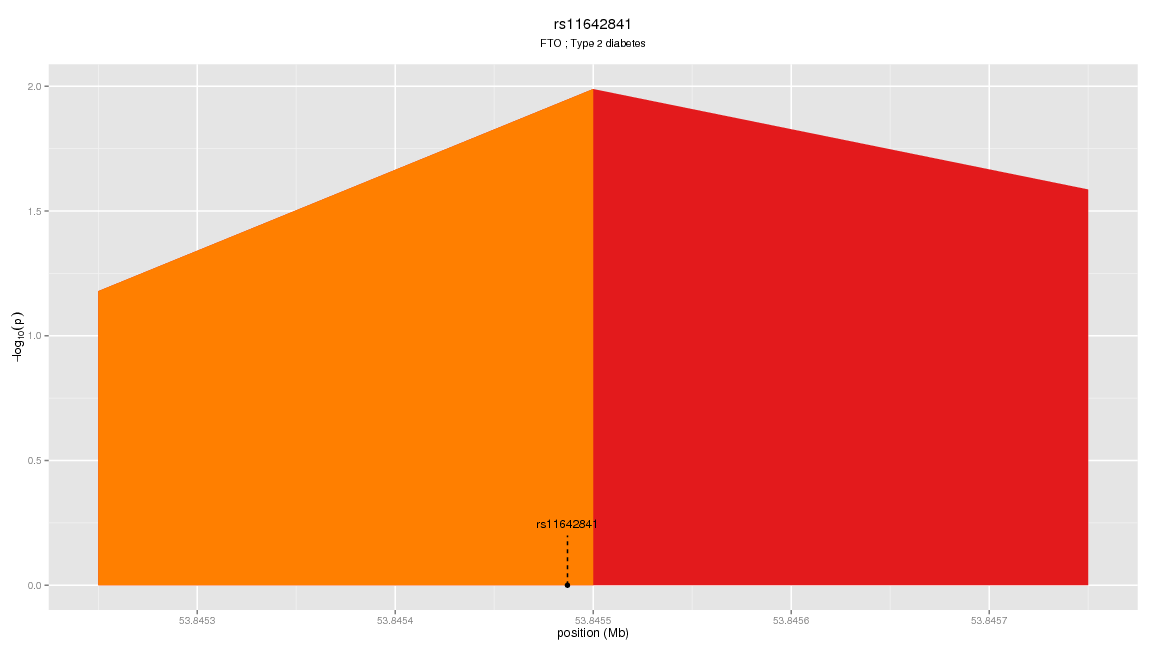 rs11642841
FTO ; Type 2 diabetes
2.0
1.5
1.0
0.5
0.0
−log10(p)
rs11642841
53.8453 53.8454 53.8455 53.8456 53.8457
position (Mb)